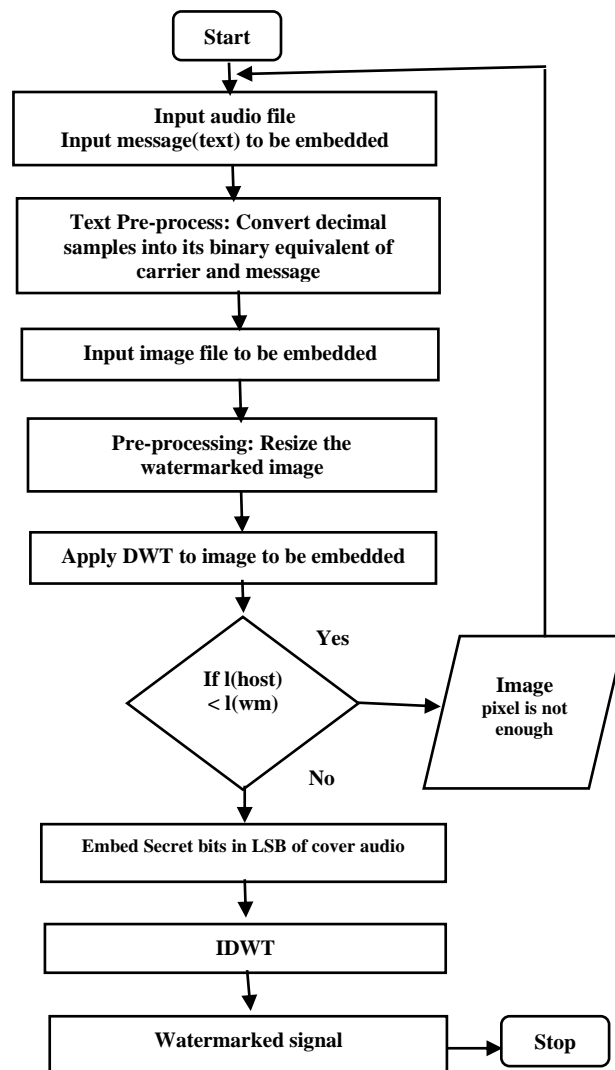 Start
Input audio file
Input message(text) to be embedded
Text Pre-process: Convert decimal
samples into its binary equivalent of
carrier and message
Input image file to be embedded
Pre-processing: Resize the
watermarked image
Apply DWT to image to be embedded
If l(host)
< l(wm)
Yes
Image
pixel is not
enough
No
Embed Secret bits in LSB of cover audio
IDWT
Watermarked signal
Stop